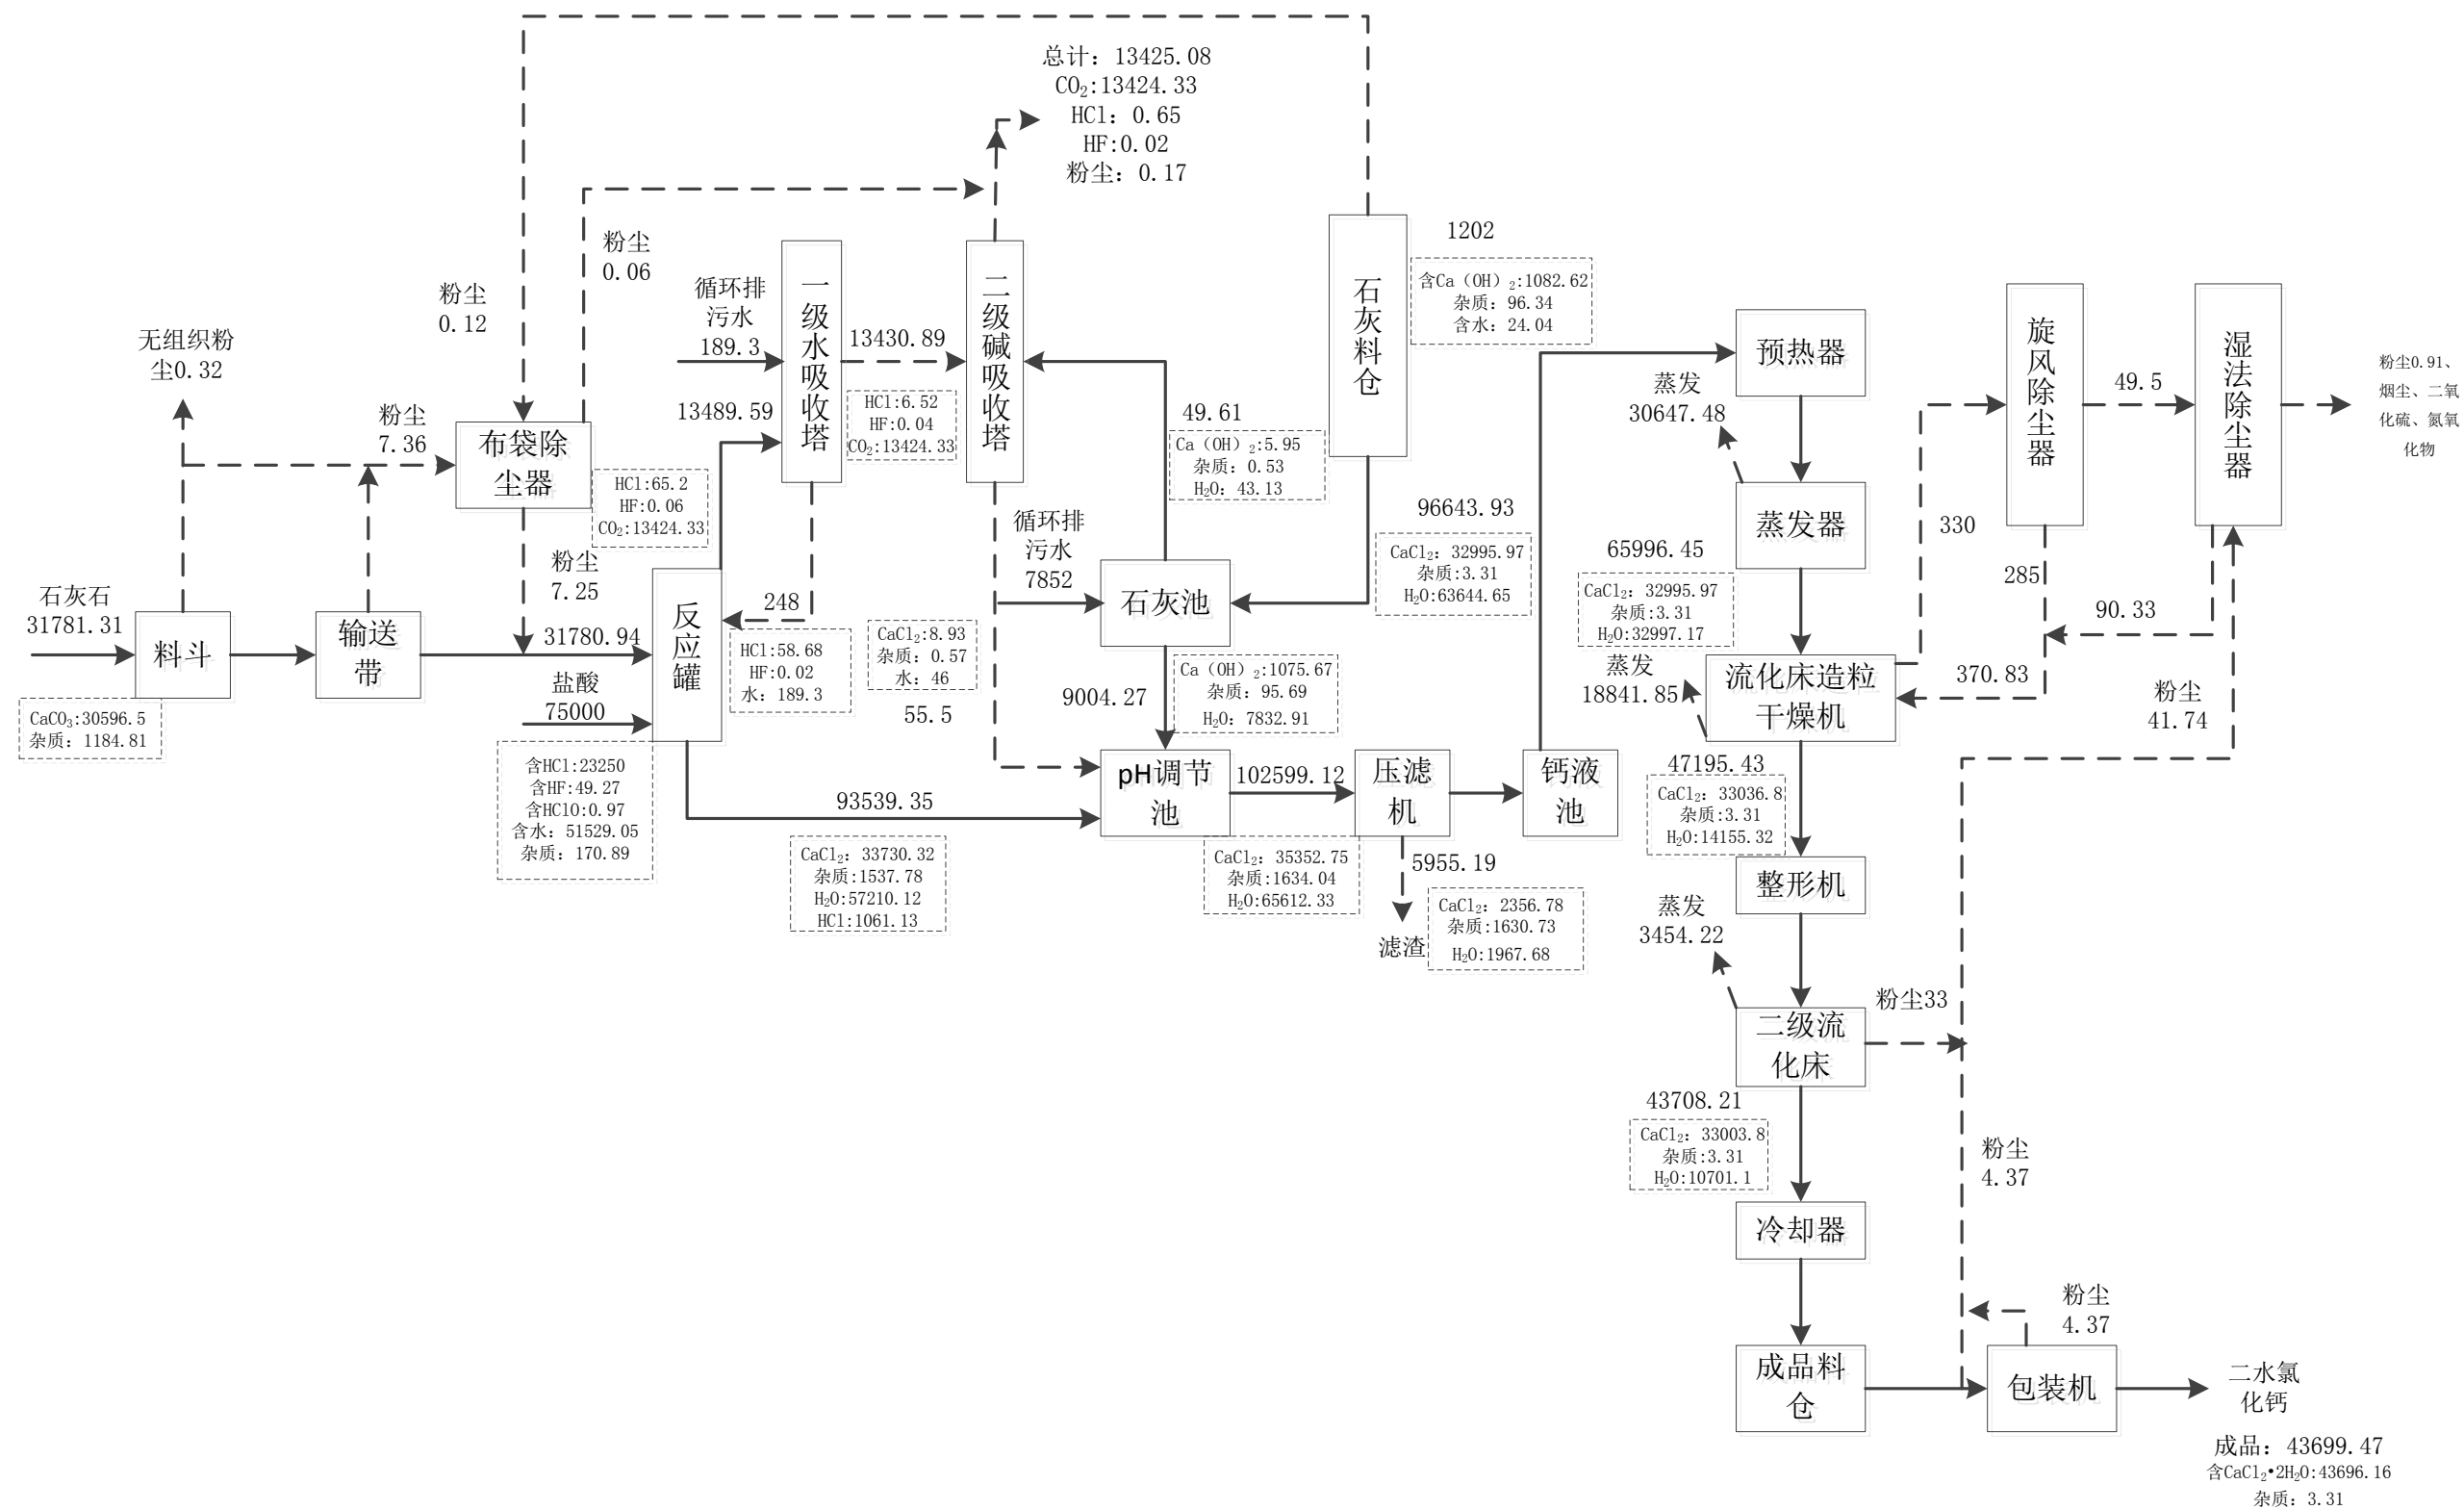 总计：13425.08
CO₂:13424.33
HCl：0.65
HF:0.02
粉尘：0.17
粉尘
0.06
粉尘
0.12
无组织粉
尘0.32
粉尘
7.36
布袋除
尘器
粉尘
7.25
石灰石
31781.31
料斗
输送
带
CaCO₃:30596.5
杂质：1184.81
31780.94
盐酸
75000
含HCl:23250
含HF:49.27
含HClO:0.97
含水：51529.05
杂质：170.89
反应罐
HCl:65.2
HF:0.06
CO₂:13424.33
13489.59
循环排
污水
189.3
一级水吸收塔
248
HCl:58.68
HF:0.02
水：189.3
13430.89
HCl:6.52
HF:0.04
CO₂:13424.33
二级碱吸收塔
CaCl₂:8.93
杂质：0.57
水：46
55.5
93539.35
CaCl₂：33730.32
杂质:1537.78
H₂O:57210.12
HCl:1061.13
循环排
污水
7852
石灰池
49.61
Ca（OH）₂:5.95
杂质：0.53
H₂O：43.13
石灰料仓
1202
含Ca（OH）₂:1082.62
杂质：96.34
含水：24.04
9004.27
Ca（OH）₂:1075.67
杂质：95.69
H₂O：7832.91
pH调节
池
102599.12
CaCl₂：35352.75
杂质:1634.04
H₂O:65612.33
压滤
机
5955.19
滤渣
CaCl₂：2356.78
杂质:1630.73
H₂O:1967.68
钙液
池
96643.93
CaCl₂：32995.97
杂质:3.31
H₂O:63644.65
预热器
蒸发
30647.48
蒸发器
65996.45
CaCl₂：32995.97
杂质:3.31
H₂O:32997.17
蒸发
18841.85
流化床造粒
干燥机
330
旋风除尘器
49.5
湿法除尘器
粉尘0.91、
烟尘、二氧
化硫、氮氧
化物
285
90.33
370.83
粉尘
41.74
47195.43
CaCl₂：33036.8
杂质:3.31
H₂O:14155.32
整形机
蒸发
3454.22
二级流
化床
粉尘33
43708.21
CaCl₂：33003.8
杂质:3.31
H₂O:10701.1
冷却器
粉尘
4.37
成品料
仓
粉尘
4.37
包装机
二水氯
化钙
成品：43699.47
含CaCl₂•2H₂O:43696.16
杂质：3.31